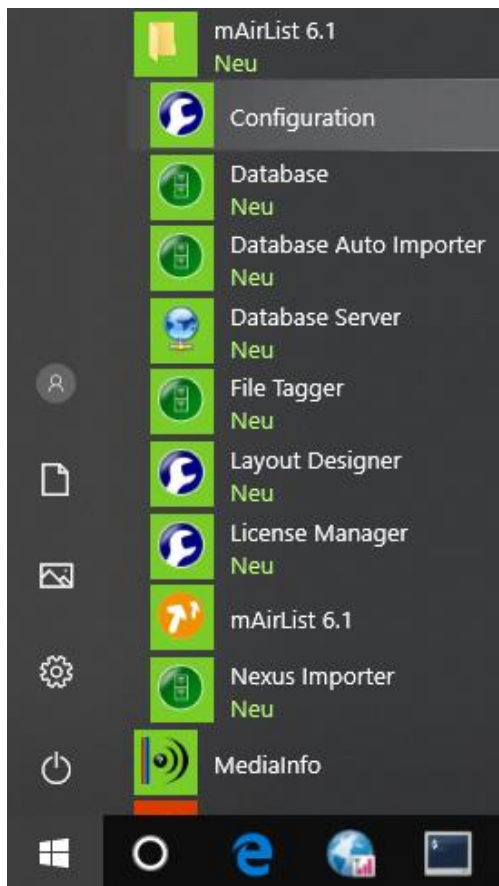 mAirList 6.1
Neu
Configuration
Database
Neu
Database Auto Importer
Neu
Database Server
Neu
File Tagger
Neu
Layout Designer
Neu
License Manager
Neu
mAirList 6.1
Nexus Importer
Neu
MediaInfo